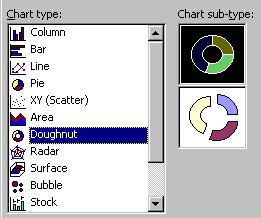 Chart type:
Chart sub-type:
Column
Bar
Line
Pie
XY (Scatter)
Area
Doughnut
Radar
Surface
Bubble
Stock